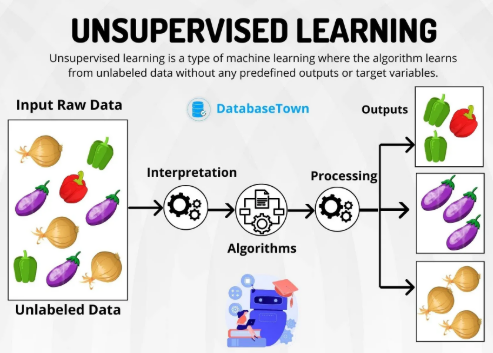 UNSUPERVISED LEARNING
Unsupervised learning is a type of machine learning where the algorithm learns
from unlabeled data without any predefined outputs or target variables.
Input Raw Data
DatabaseTown
Outputs
Interpretation
Processing
Algorithms
Unlabeled Data